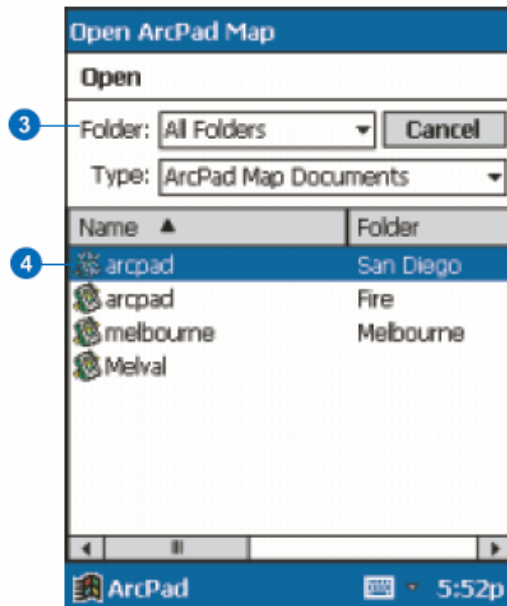 Open ArcPad Map
Open
3 Folder: All Folders Cancel
Type: ArcPad Map Documents
Name Folder
4 arcpad San Diego
arcpad Fire
melbourne Melbourne
Melval
ArcPad 5:52p